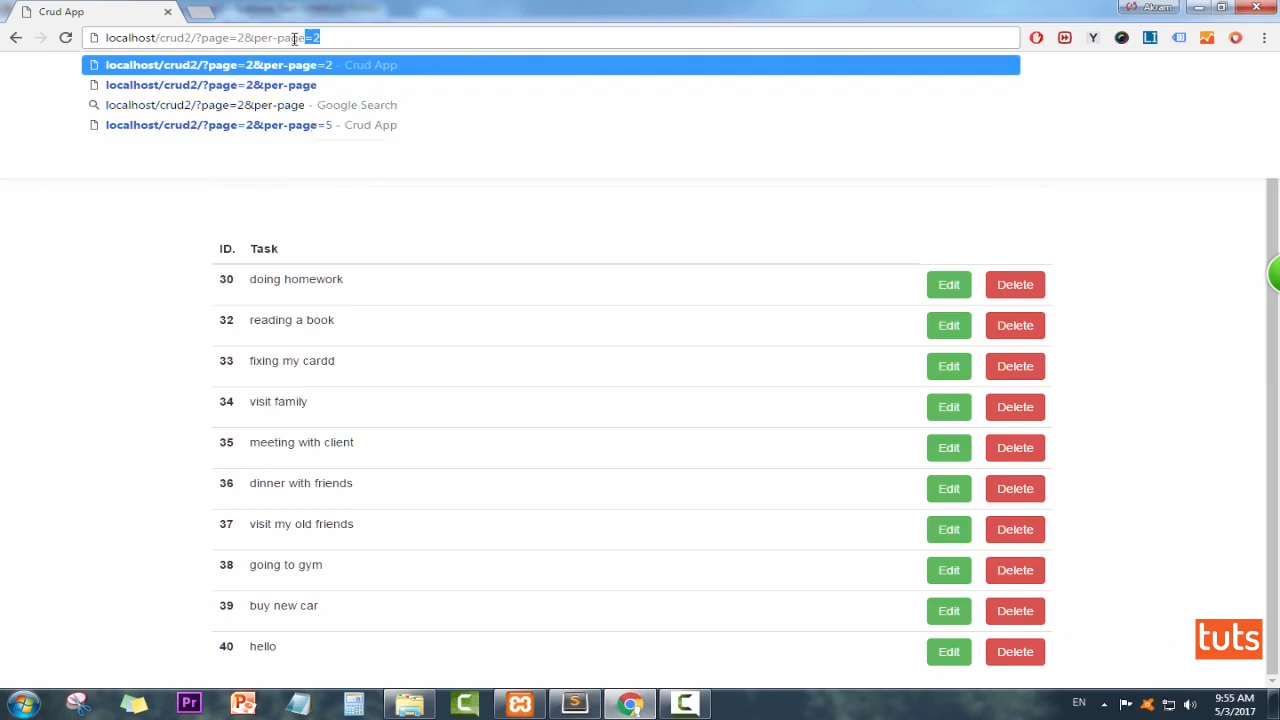 Crud App
Akram
localhost/crud2/?page=2&per-page=2
localhost/crud2/?page=2&per-page=2 - Crud App
localhost/crud2/?page=2&per-page
localhost/crud2/?page=2&per-page - Google Search
localhost/crud2/?page=2&per-page=5 - Crud App
ID. Task
30 doing homework Edit Delete
32 reading a book Edit Delete
33 fixing my cardd Edit Delete
34 visit family Edit Delete
35 meeting with client Edit Delete
36 dinner with friends Edit Delete
37 visit my old friends Edit Delete
38 going to gym Edit Delete
39 buy new car Edit Delete
40 hello Edit Delete
tuts
EN
9:55 AM
5/3/2017